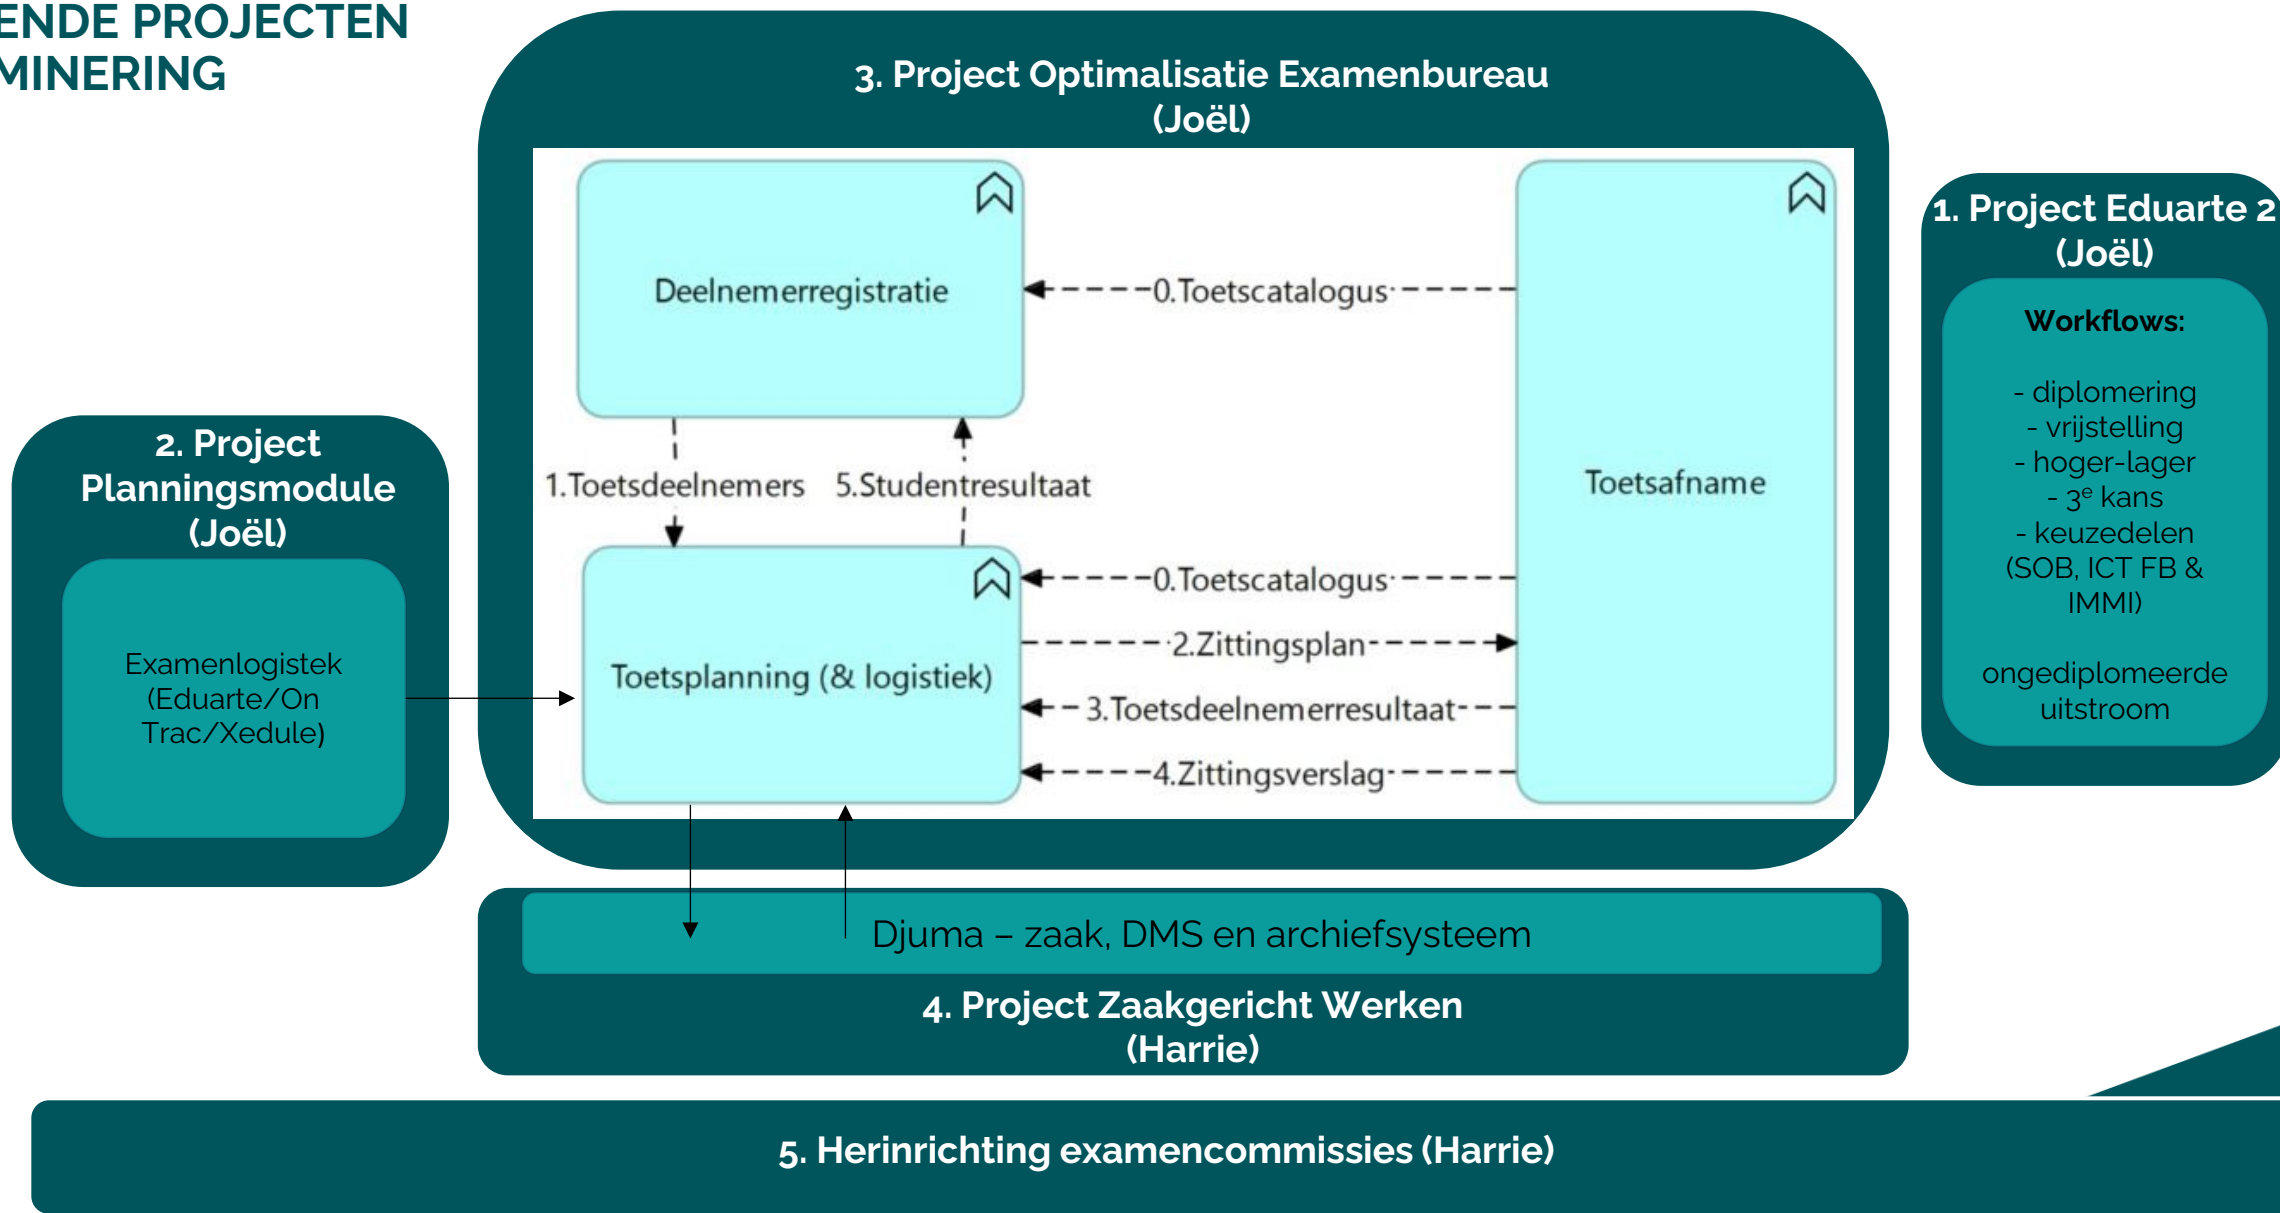 ENDE PROJECTEN
MINERING
3. Project Optimalisatie Examenbureau
(Joël)
Deelnemerregistratie
0.Toetscatalogus
Toetsafname
1.Toetsdeelnemers
5.Studentresultaat
Toetsplanning (& logistiek)
0.Toetscatalogus
2.Zittingsplan
3.Toetsdeelnemerresultaat
4.Zittingsverslag
1. Project Eduarte 2
(Joël)
Workflows:
- diplomering
- vrijstelling
- hoger-lager
- 3e kans
- keuzedelen
(SOB, ICT FB &
IMMI)
ongediplomeerde
uitstroom
2. Project
Planningsmodule
(Joël)
Examenlogistek
(Eduarte/On
Trac/Xedule)
Djuma – zaak, DMS en archiefsysteem
4. Project Zaakgericht Werken
(Harrie)
5. Herinrichting examencommissies (Harrie)